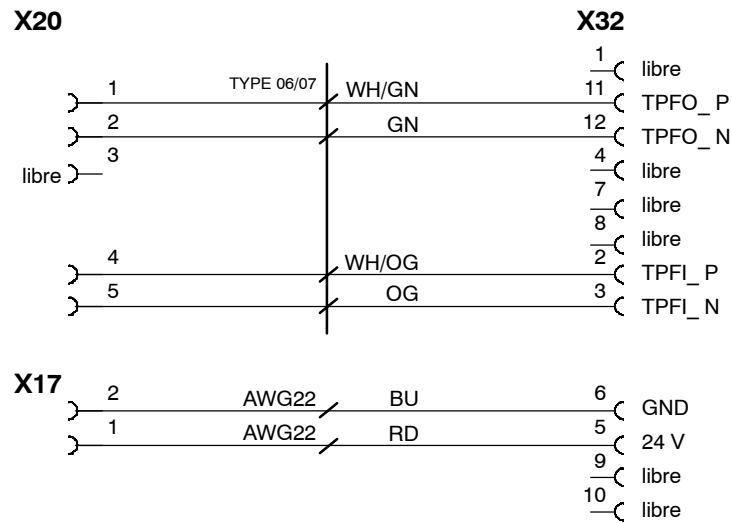 X20 X32
1 libre
1 TYPE 06/07 WH/GN 11 TPFO_ P
2 GN 12 TPFO_ N
3 4 libre
libre
7 libre
8 libre
4 WH/OG 2 TPFI_ P
5 OG 3 TPFI_ N
X17
2 AWG22 BU 6 GND
1 AWG22 RD 5 24 V
9 libre
10 libre